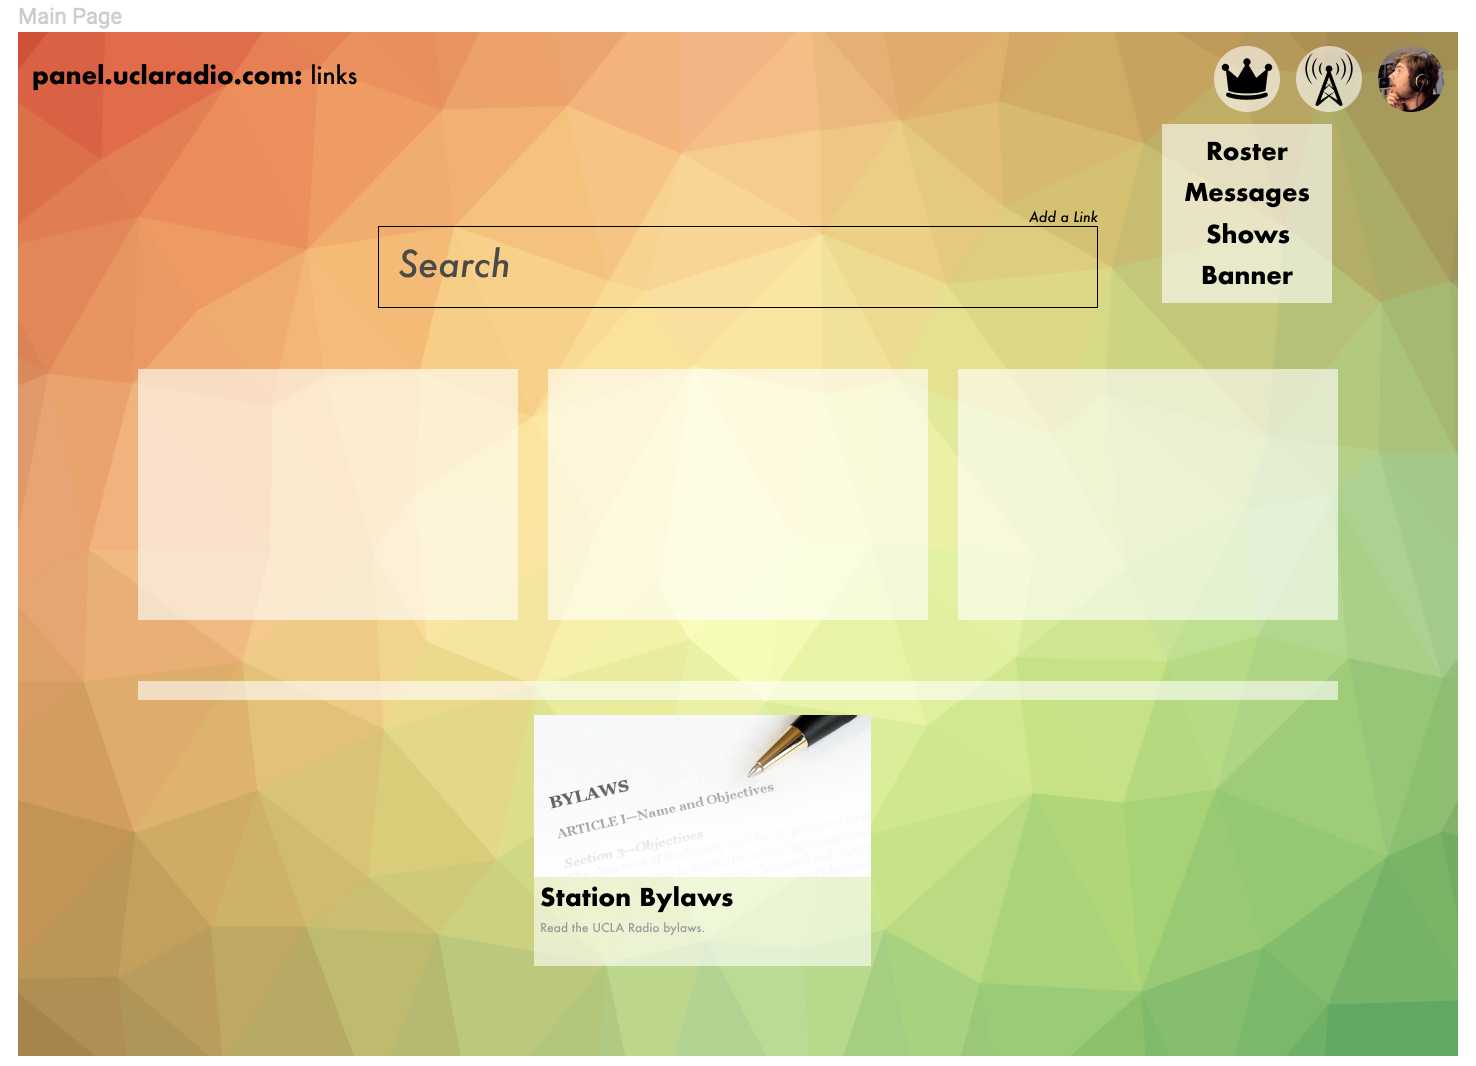 Main Page
panel.uclaradio.com: links
Roster
Messages
Shows
Banner
Add a Link
Search
BYLAWS
ARTICLE I—Name and Objectives
Section 3—Objectives
Station Bylaws
Read the UCLA Radio bylaws.